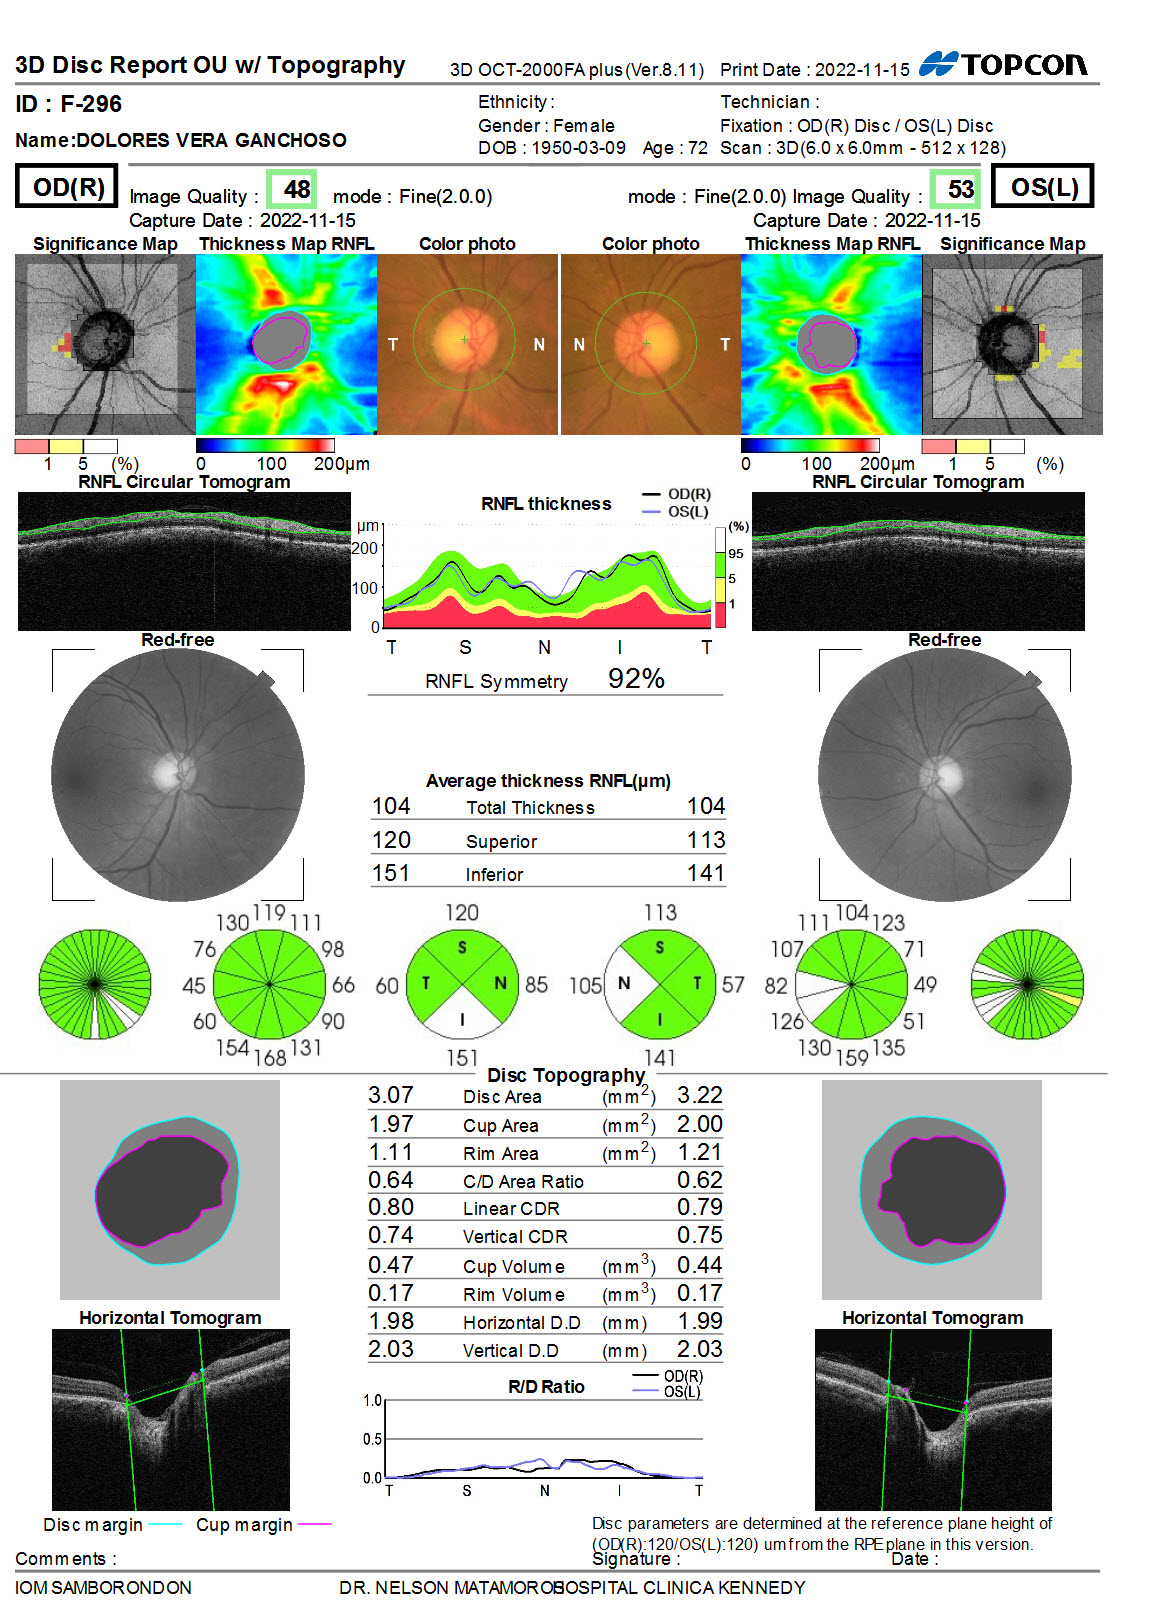 3D Disc Report OU w/ Topography 3D OCT-2000FA plus(Ver.8.11) Print Date : 2022-11-15 TOPCON
ID : F-296 Ethnicity : Technician :
Gender : Female Fixation : OD(R) Disc / OS(L) Disc
Name:DOLORES VERA GANCHOSO DOB : 1950-03-09 Age : 72 Scan : 3D(6.0 x 6.0mm - 512 x 128)
OD(R) Image Quality : 48 mode : Fine(2.0.0) mode : Fine(2.0.0) Image Quality : 53 OS(L)
Capture Date : 2022-11-15 Capture Date : 2022-11-15
Significance Map Thickness Map RNFL Color photo Color photo Thickness Map RNFL Significance Map
T N N T
1 5 (%) 0 100 200µm 0 100 200µm 1 5 (%)
RNFL Circular Tomogram RNFL Circular Tomogram
RNFL thickness OD(R)
OS(L)
µm (%)
200 95
100 5
1
0
T S N I T
Red-free Red-free
RNFL Symmetry 92%
Average thickness RNFL(µm)
104 Total Thickness 104
120 Superior 113
151 Inferior 141
130 119 111 120 113 111 104 123
76 98 S S 107 71
45 66 60 T N 85 105 N T 57 82 49
60 90 I I 126 51
154 168 131 151 141 130 159 135
Disc Topography
3.07 Disc Area (mm2) 3.22
1.97 Cup Area (mm2) 2.00
1.11 Rim Area (mm2) 1.21
0.64 C/D Area Ratio 0.62
0.80 Linear CDR 0.79
0.74 Vertical CDR 0.75
0.47 Cup Volume (mm3) 0.44
0.17 Rim Volume (mm3) 0.17
1.98 Horizontal D.D (mm) 1.99
2.03 Vertical D.D (mm) 2.03
Horizontal Tomogram Horizontal Tomogram
R/D Ratio OD(R)
OS(L)
1.0
0.5
0.0
T S N I T
Disc margin Cup margin
Disc parameters are determined at the reference plane height of
(OD(R):120/OS(L):120) um from the RPE plane in this version.
Comments : Signature : Date :
IOM SAMBORONDON DR. NELSON MATAMOROS HOSPITAL CLINICA KENNEDY